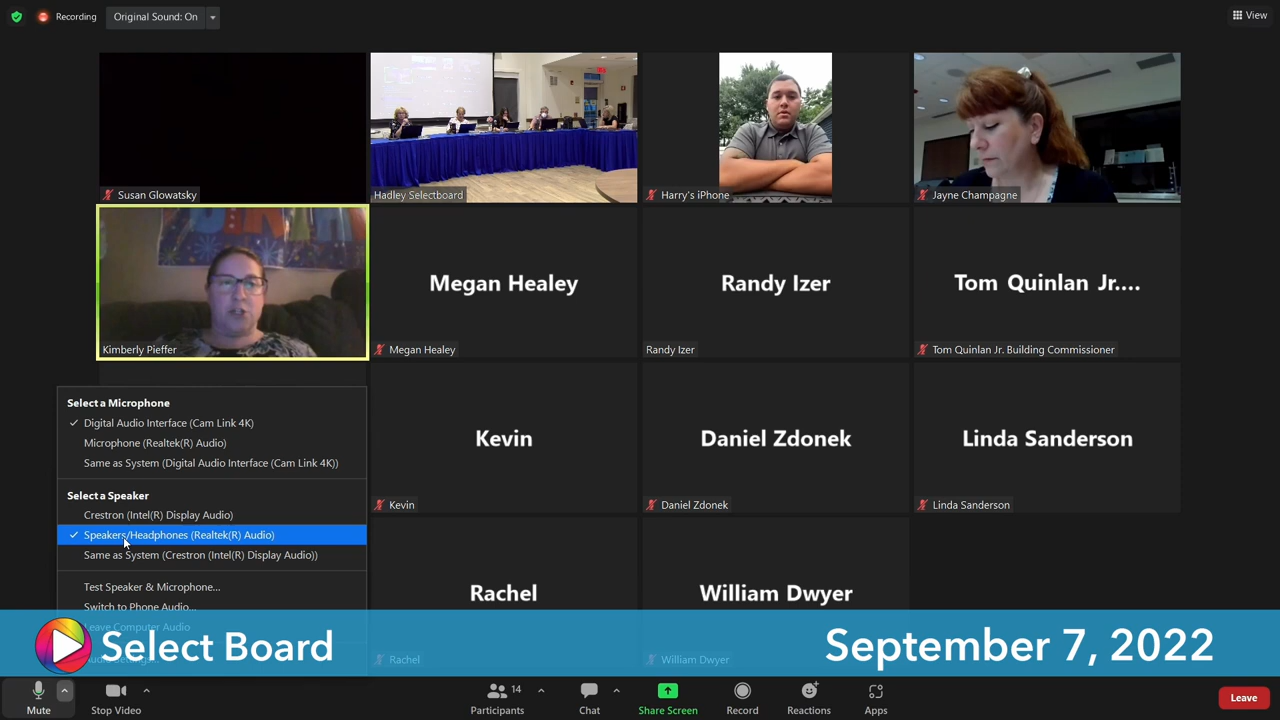 Recording
Original Sound: On
View
Susan Glowatsky
Hadley Selectboard
Harry's iPhone
Jayne Champagne
Kimberly Pieffer
Megan Healey
Megan Healey
Randy Izer
Randy Izer
Tom Quinlan Jr....
Tom Quinlan Jr. Building Commissioner
Select a Microphone
Digital Audio Interface (Cam Link 4K)
Microphone (Realtek(R) Audio)
Same as System (Digital Audio Interface (Cam Link 4K))
Select a Speaker
Crestron (Intel(R) Display Audio)
Speakers/Headphones (Realtek(R) Audio)
Same as System (Crestron (Intel(R) Display Audio))
Test Speaker & Microphone...
Switch to Phone Audio...
Leave Computer Audio
Audio Settings...
Kevin
Kevin
Daniel Zdonek
Daniel Zdonek
Linda Sanderson
Linda Sanderson
Rachel
Rachel
William Dwyer
William Dwyer
Select Board
September 7, 2022
Mute
Stop Video
Participants 14
Chat
Share Screen
Record
Reactions
Apps
Leave